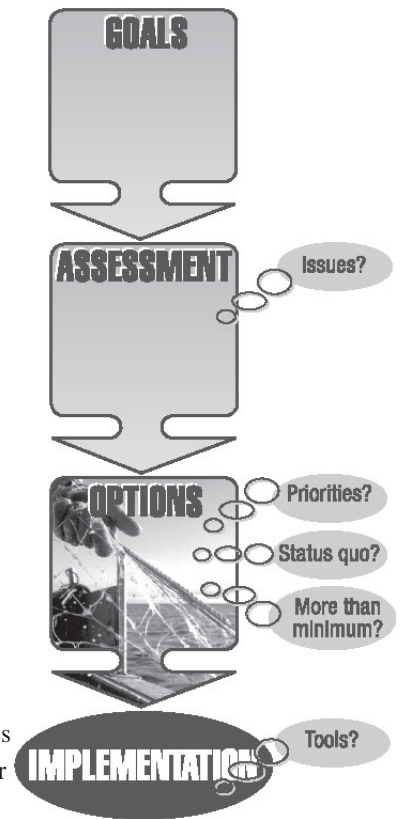 GOALS
ASSESSMENT
Issues?
OPTIONS
Priorities?
Status quo?
More than
minimum?
s
r
IMPLEMENTATION
Tools?